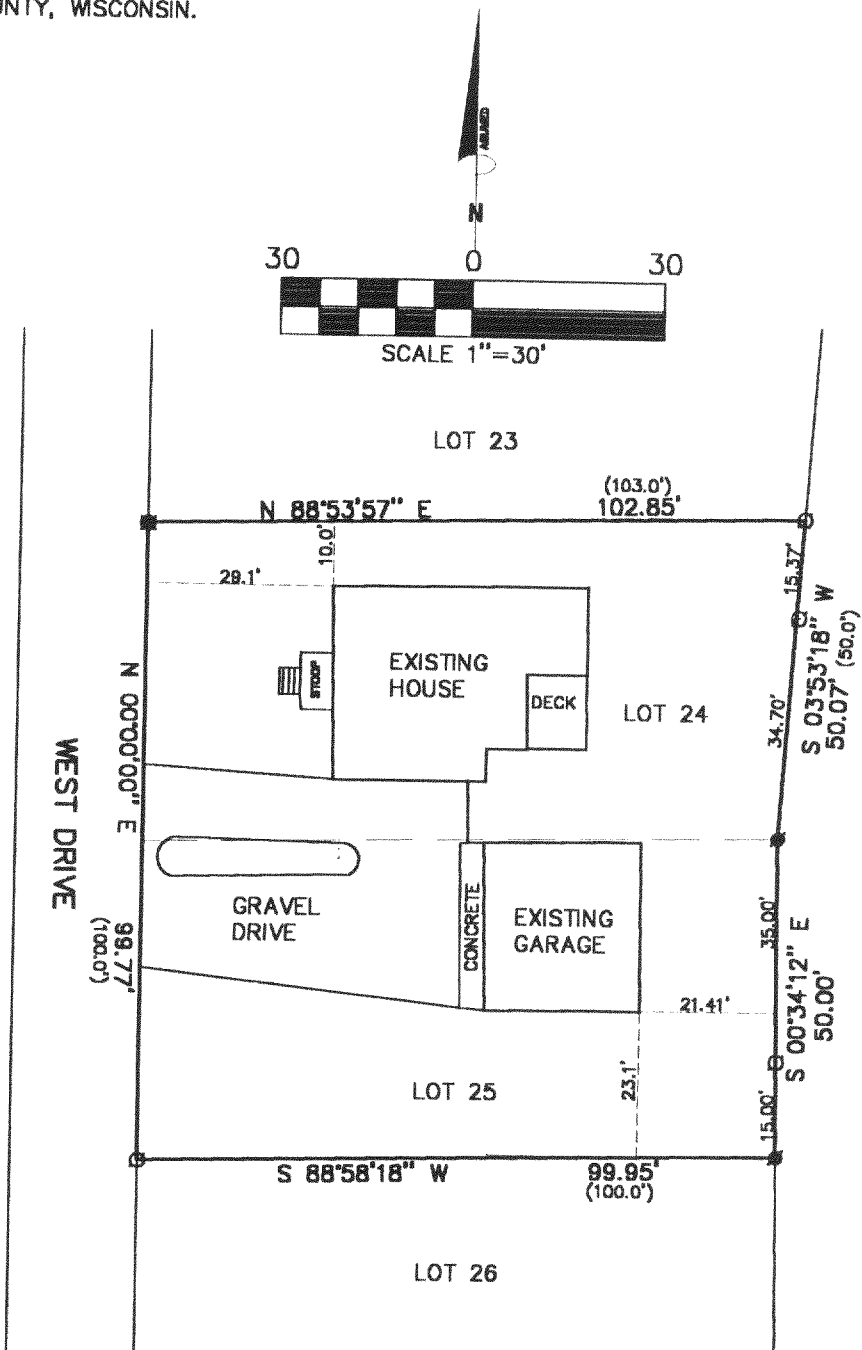 UNTY, WISCONSIN.
N
30 0 30
SCALE 1"=30'
LOT 23
(103.0')
N 88°53'57" E 102.85'
10.0'
29.1'
15.37'
S 03°53'18" W
50.07' (50.0')
EXISTING
HOUSE
STOOP
DECK
LOT 24
34.70'
N 00°00'00" E
WEST DRIVE
99.77'
(100.0')
GRAVEL
DRIVE
CONCRETE
EXISTING
GARAGE
35.00'
S 00°34'12" E
50.00'
21.41'
23.1'
LOT 25
15.00'
S 88°58'18" W 99.95'
(100.0')
LOT 26